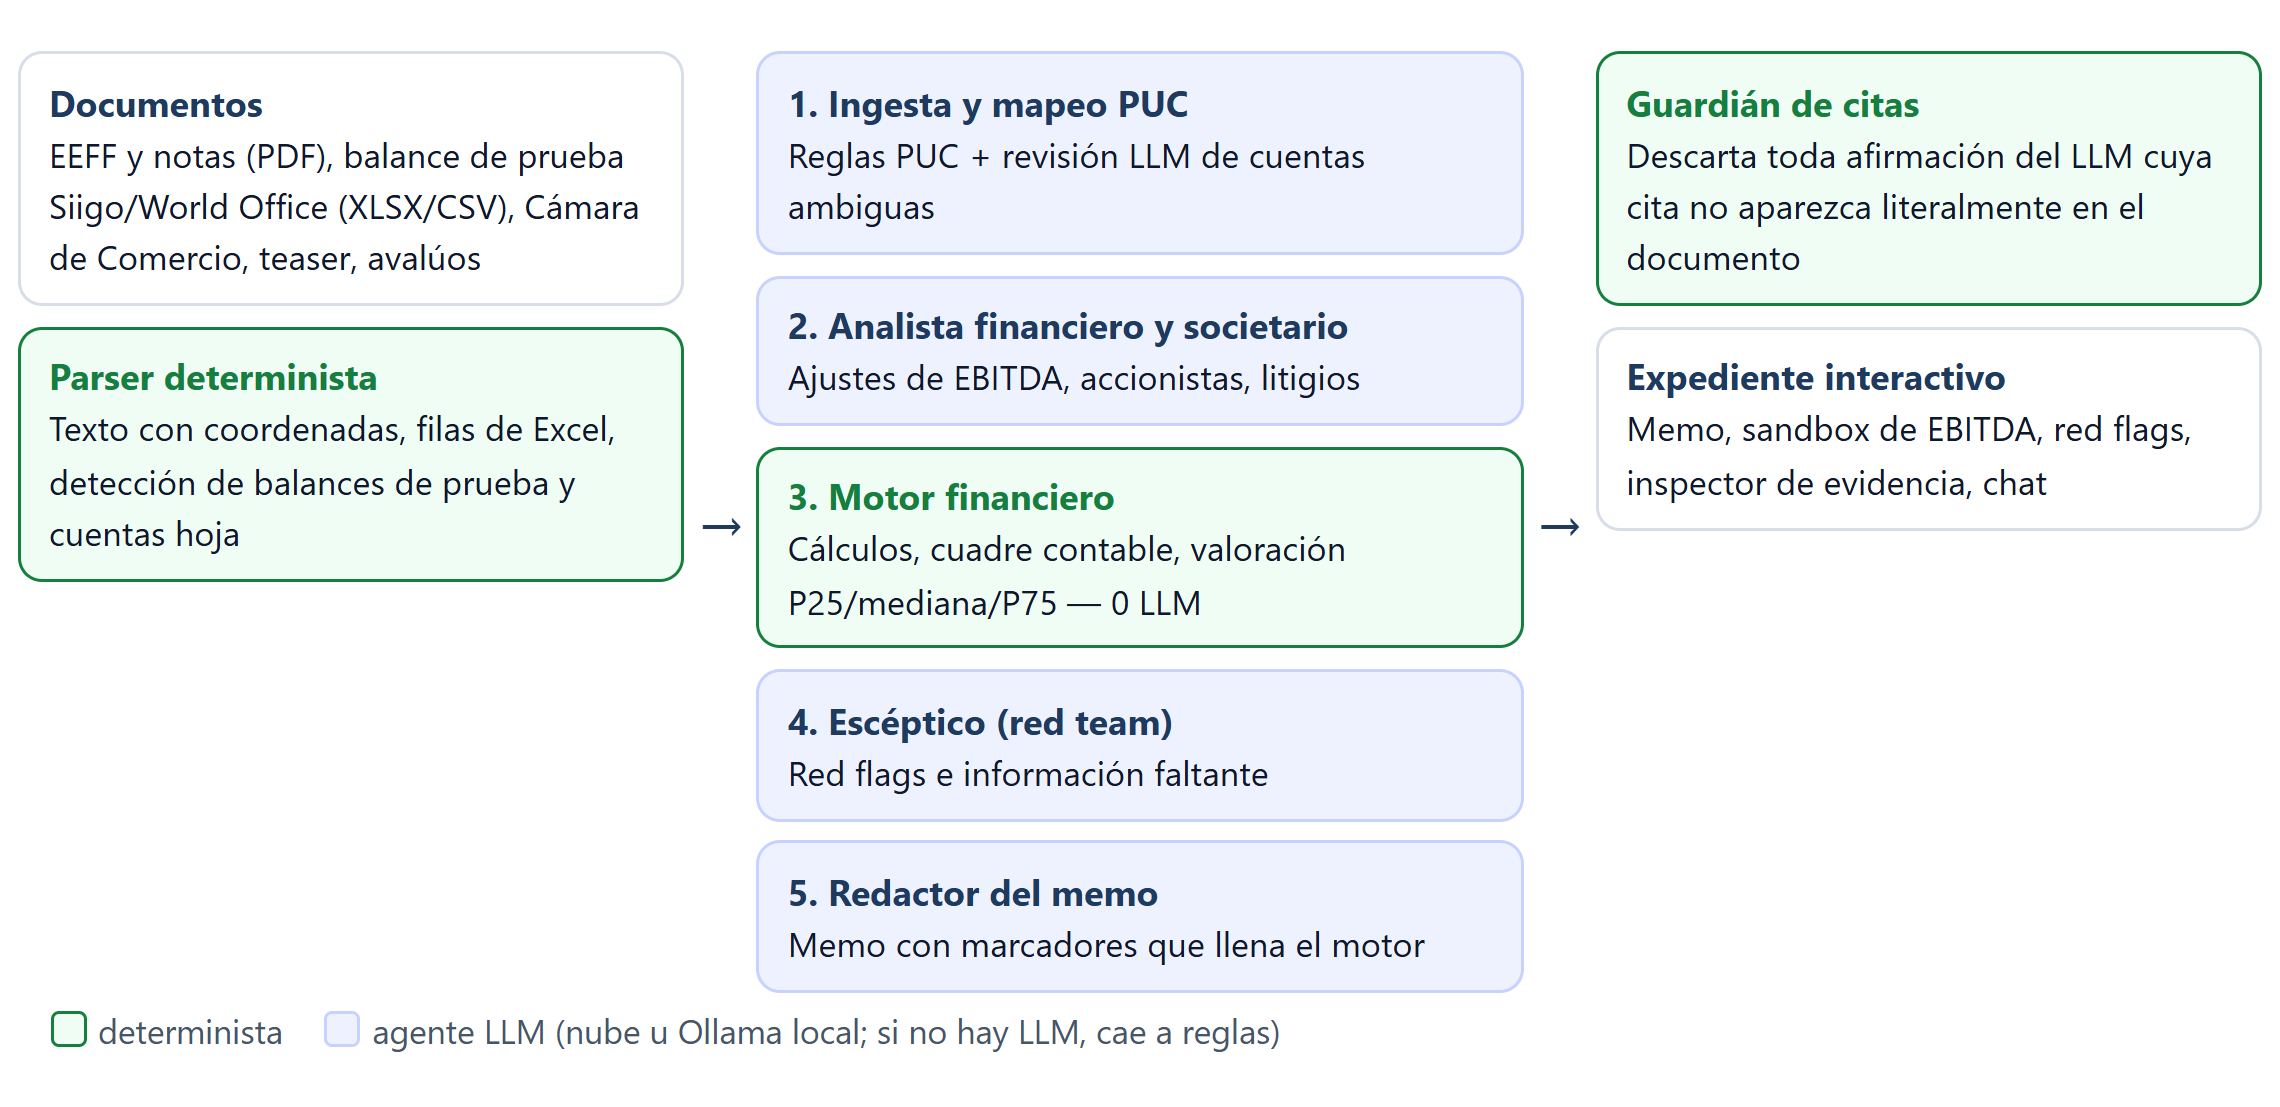 Documentos
EEFF y notas (PDF), balance de prueba
Siigo/World Office (XLSX/CSV), Cámara
de Comercio, teaser, avalúos
Parser determinista
Texto con coordenadas, filas de Excel,
detección de balances de prueba y
cuentas hoja
→
1. Ingesta y mapeo PUC
Reglas PUC + revisión LLM de cuentas
ambiguas
2. Analista financiero y societario
Ajustes de EBITDA, accionistas, litigios
3. Motor financiero
Cálculos, cuadre contable, valoración
P25/mediana/P75 — 0 LLM
4. Escéptico (red team)
Red flags e información faltante
5. Redactor del memo
Memo con marcadores que llena el motor
→
Guardián de citas
Descarta toda afirmación del LLM cuya
cita no aparezca literalmente en el
documento
Expediente interactivo
Memo, sandbox de EBITDA, red flags,
inspector de evidencia, chat
determinista
agente LLM (nube u Ollama local; si no hay LLM, cae a reglas)